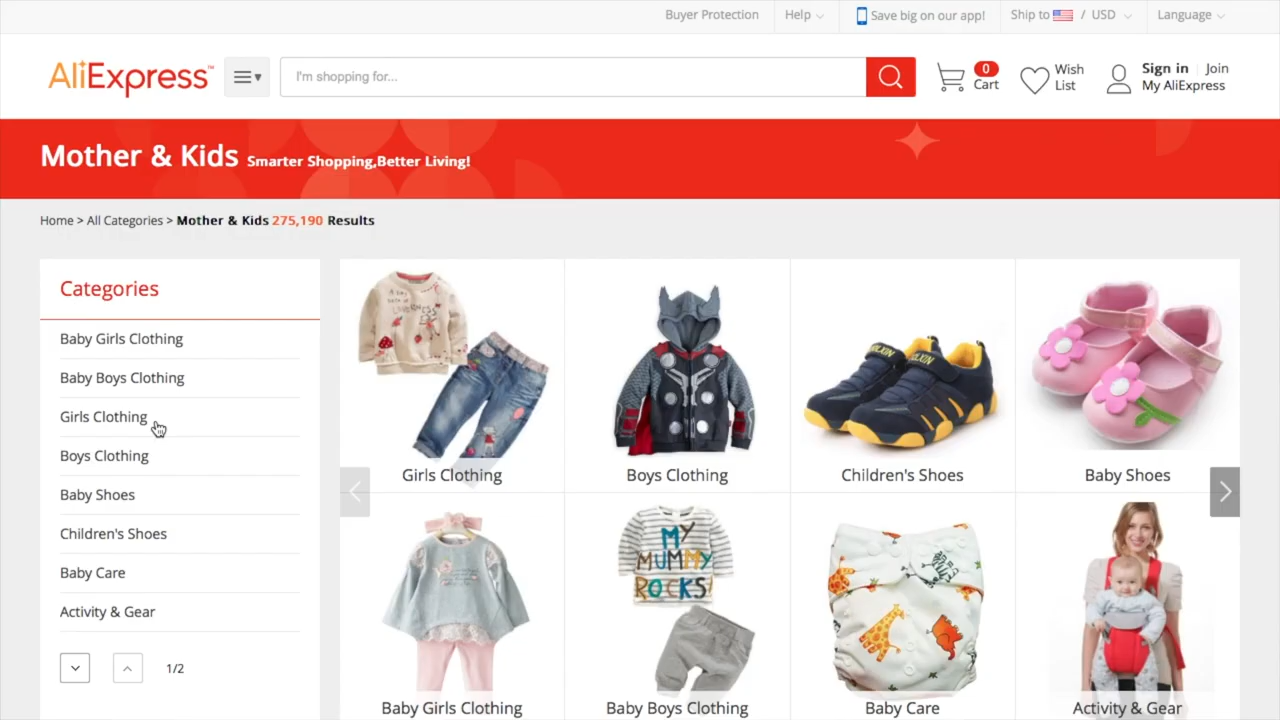 Buyer Protection
Help
Save big on our app!
Ship to / USD
Language
AliExpress™
I'm shopping for...
0
Cart
Wish
List
Sign in | Join
My AliExpress
Mother & Kids Smarter Shopping,Better Living!
Home > All Categories > Mother & Kids 275,190 Results
Categories
Baby Girls Clothing
Baby Boys Clothing
Girls Clothing
Boys Clothing
Baby Shoes
Children's Shoes
Baby Care
Activity & Gear
1/2
Girls Clothing
Boys Clothing
Children's Shoes
Baby Shoes
MY
MUMMY
ROCKS!
Baby Girls Clothing
Baby Boys Clothing
Baby Care
Activity & Gear